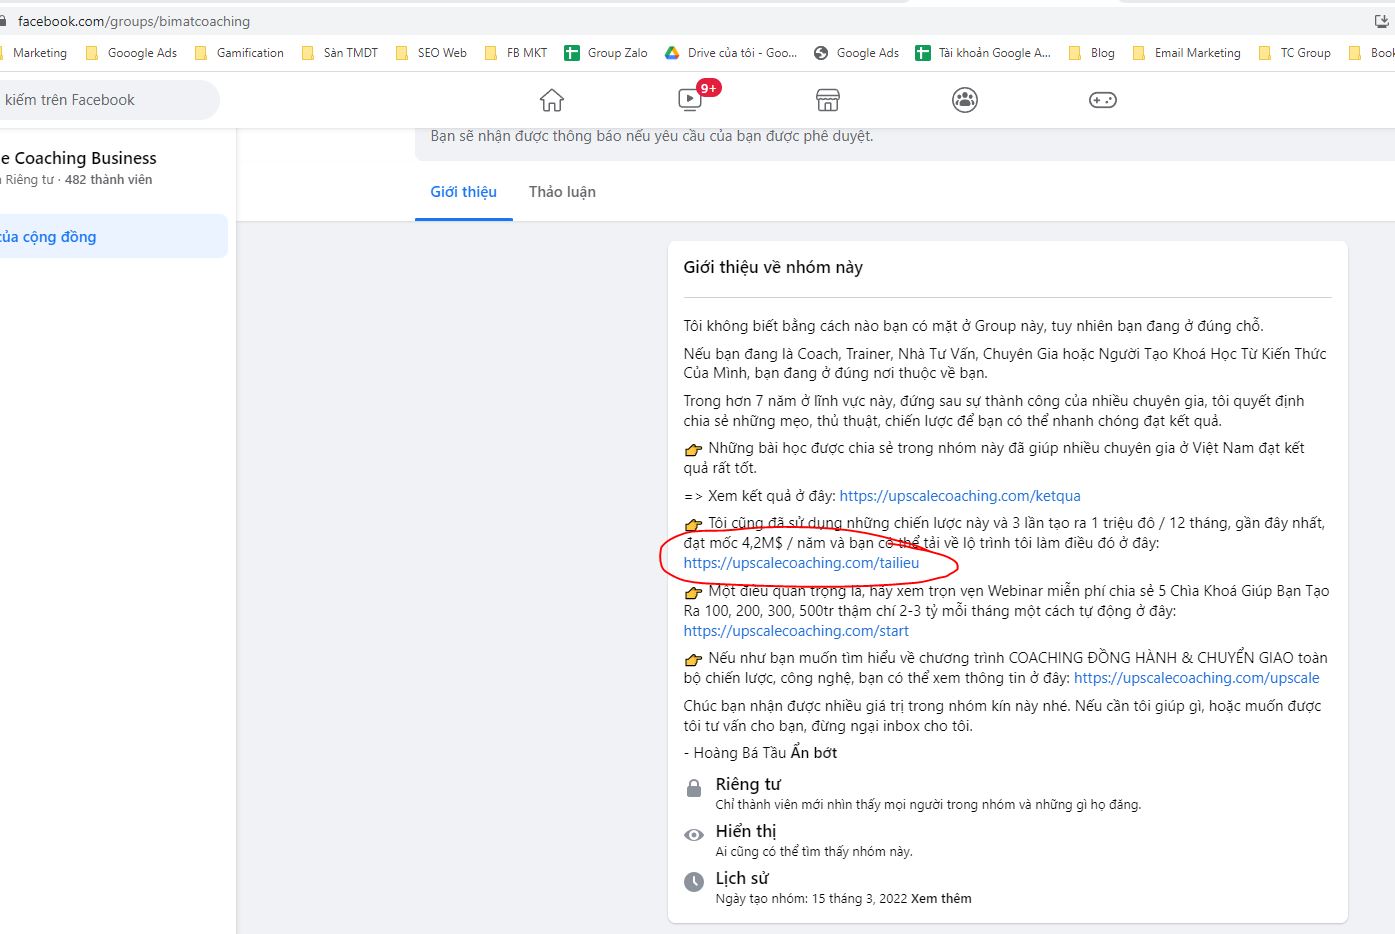 facebook.com/groups/bimatcoaching
Marketing Gooogle Ads Gamification Sàn TMDT SEO Web FB MKT Group Zalo Drive của tôi - Goo... Google Ads Tài khoản Google A... Blog Email Marketing TC Group Book
kiếm trên Facebook
9+
Bạn sẽ nhận được thông báo nếu yêu cầu của bạn được phê duyệt.
e Coaching Business
Riêng tư · 482 thành viên
của cộng đồng
Giới thiệu Thảo luận
Giới thiệu về nhóm này
Tôi không biết bằng cách nào bạn có mặt ở Group này, tuy nhiên bạn đang ở đúng chỗ.
Nếu bạn đang là Coach, Trainer, Nhà Tư Vấn, Chuyên Gia hoặc Người Tạo Khoá Học Từ Kiến Thức
Của Mình, bạn đang ở đúng nơi thuộc về bạn.
Trong hơn 7 năm ở lĩnh vực này, đứng sau sự thành công của nhiều chuyên gia, tôi quyết định
chia sẻ những mẹo, thủ thuật, chiến lược để bạn có thể nhanh chóng đạt kết quả.
👉 Những bài học được chia sẻ trong nhóm này đã giúp nhiều chuyên gia ở Việt Nam đạt kết
quả rất tốt.
=> Xem kết quả ở đây: https://upscalecoaching.com/ketqua
👉 Tôi cũng đã sử dụng những chiến lược này và 3 lần tạo ra 1 triệu đô / 12 tháng, gần đây nhất,
đạt mốc 4,2M$ / năm và bạn có thể tải về lộ trình tôi làm điều đó ở đây:
https://upscalecoaching.com/tailieu
👉 Một điều quan trọng là, hãy xem trọn vẹn Webinar miễn phí chia sẻ 5 Chìa Khoá Giúp Bạn Tạo
Ra 100, 200, 300, 500tr thậm chí 2-3 tỷ mỗi tháng một cách tự động ở đây:
https://upscalecoaching.com/start
👉 Nếu như bạn muốn tìm hiểu về chương trình COACHING ĐỒNG HÀNH & CHUYỂN GIAO toàn
bộ chiến lược, công nghệ, bạn có thể xem thông tin ở đây: https://upscalecoaching.com/upscale
Chúc bạn nhận được nhiều giá trị trong nhóm kín này nhé. Nếu cần tôi giúp gì, hoặc muốn được
tôi tư vấn cho bạn, đừng ngại inbox cho tôi.
- Hoàng Bá Tầu Ẩn bớt
Riêng tư
Chỉ thành viên mới nhìn thấy mọi người trong nhóm và những gì họ đăng.
Hiển thị
Ai cũng có thể tìm thấy nhóm này.
Lịch sử
Ngày tạo nhóm: 15 tháng 3, 2022 Xem thêm